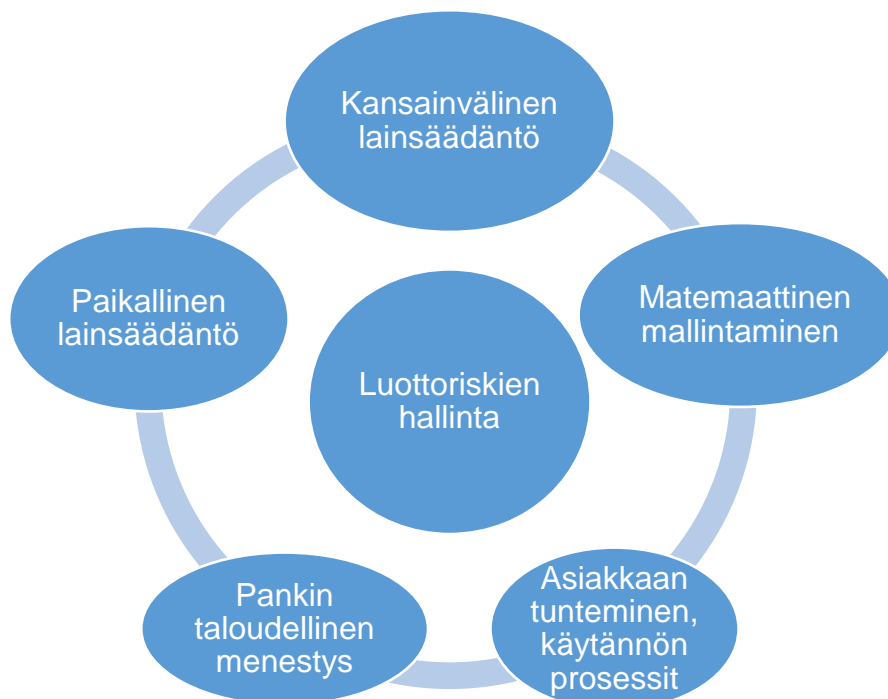 Kansainvälinen
lainsäädäntö
Matemaattinen
mallintaminen
Asiakkaan
tunteminen,
käytännön
prosessit
Pankin
taloudellinen
menestys
Paikallinen
lainsäädäntö
Luottoriskien
hallinta